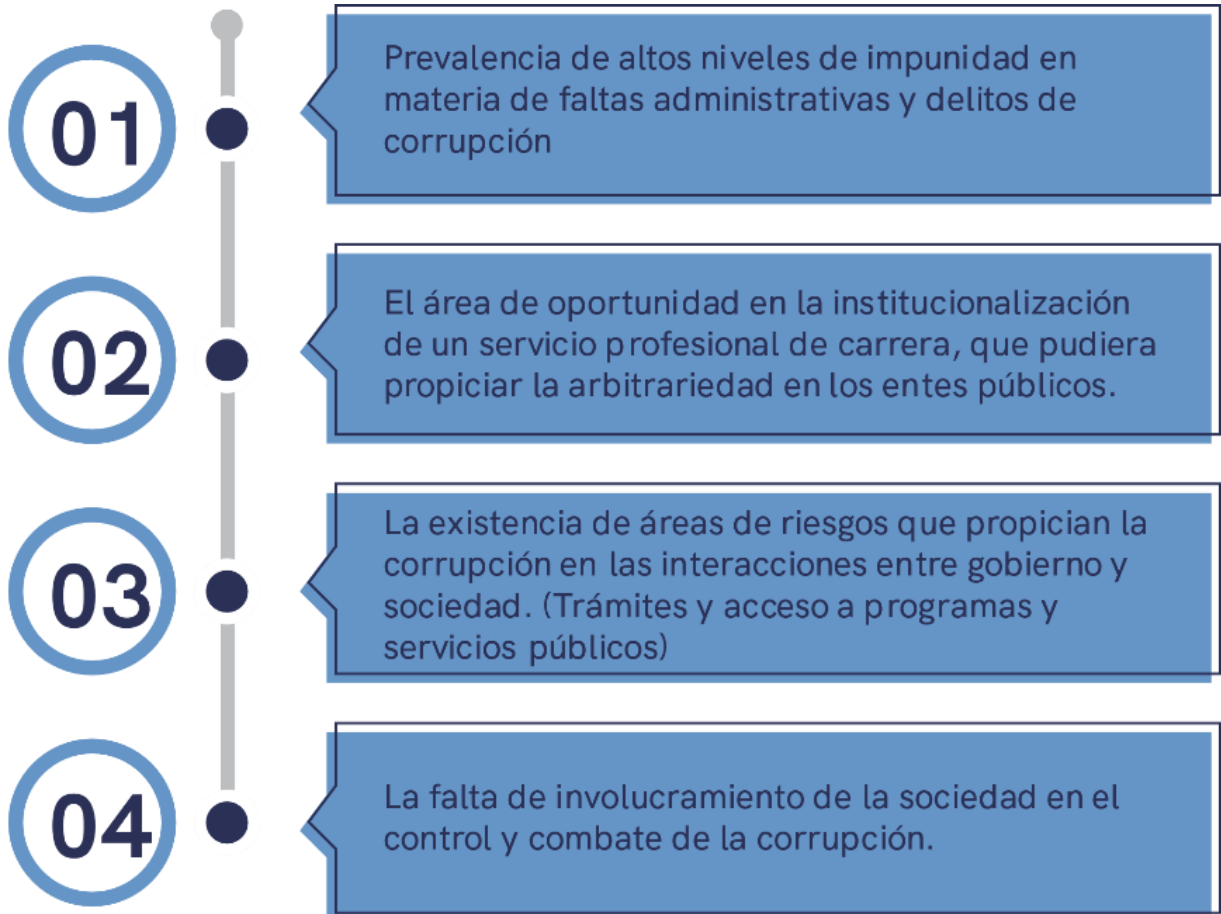 01
Prevalencia de altos niveles de impunidad en
materia de faltas administrativas y delitos de
corrupción
02
El área de oportunidad en la institucionalización
de un servicio profesional de carrera, que pudiera
propiciar la arbitrariedad en los entes públicos.
03
La existencia de áreas de riesgos que propician la
corrupción en las interacciones entre gobierno y
sociedad. (Trámites y acceso a programas y
servicios públicos)
04
La falta de involucramiento de la sociedad en el
control y combate de la corrupción.